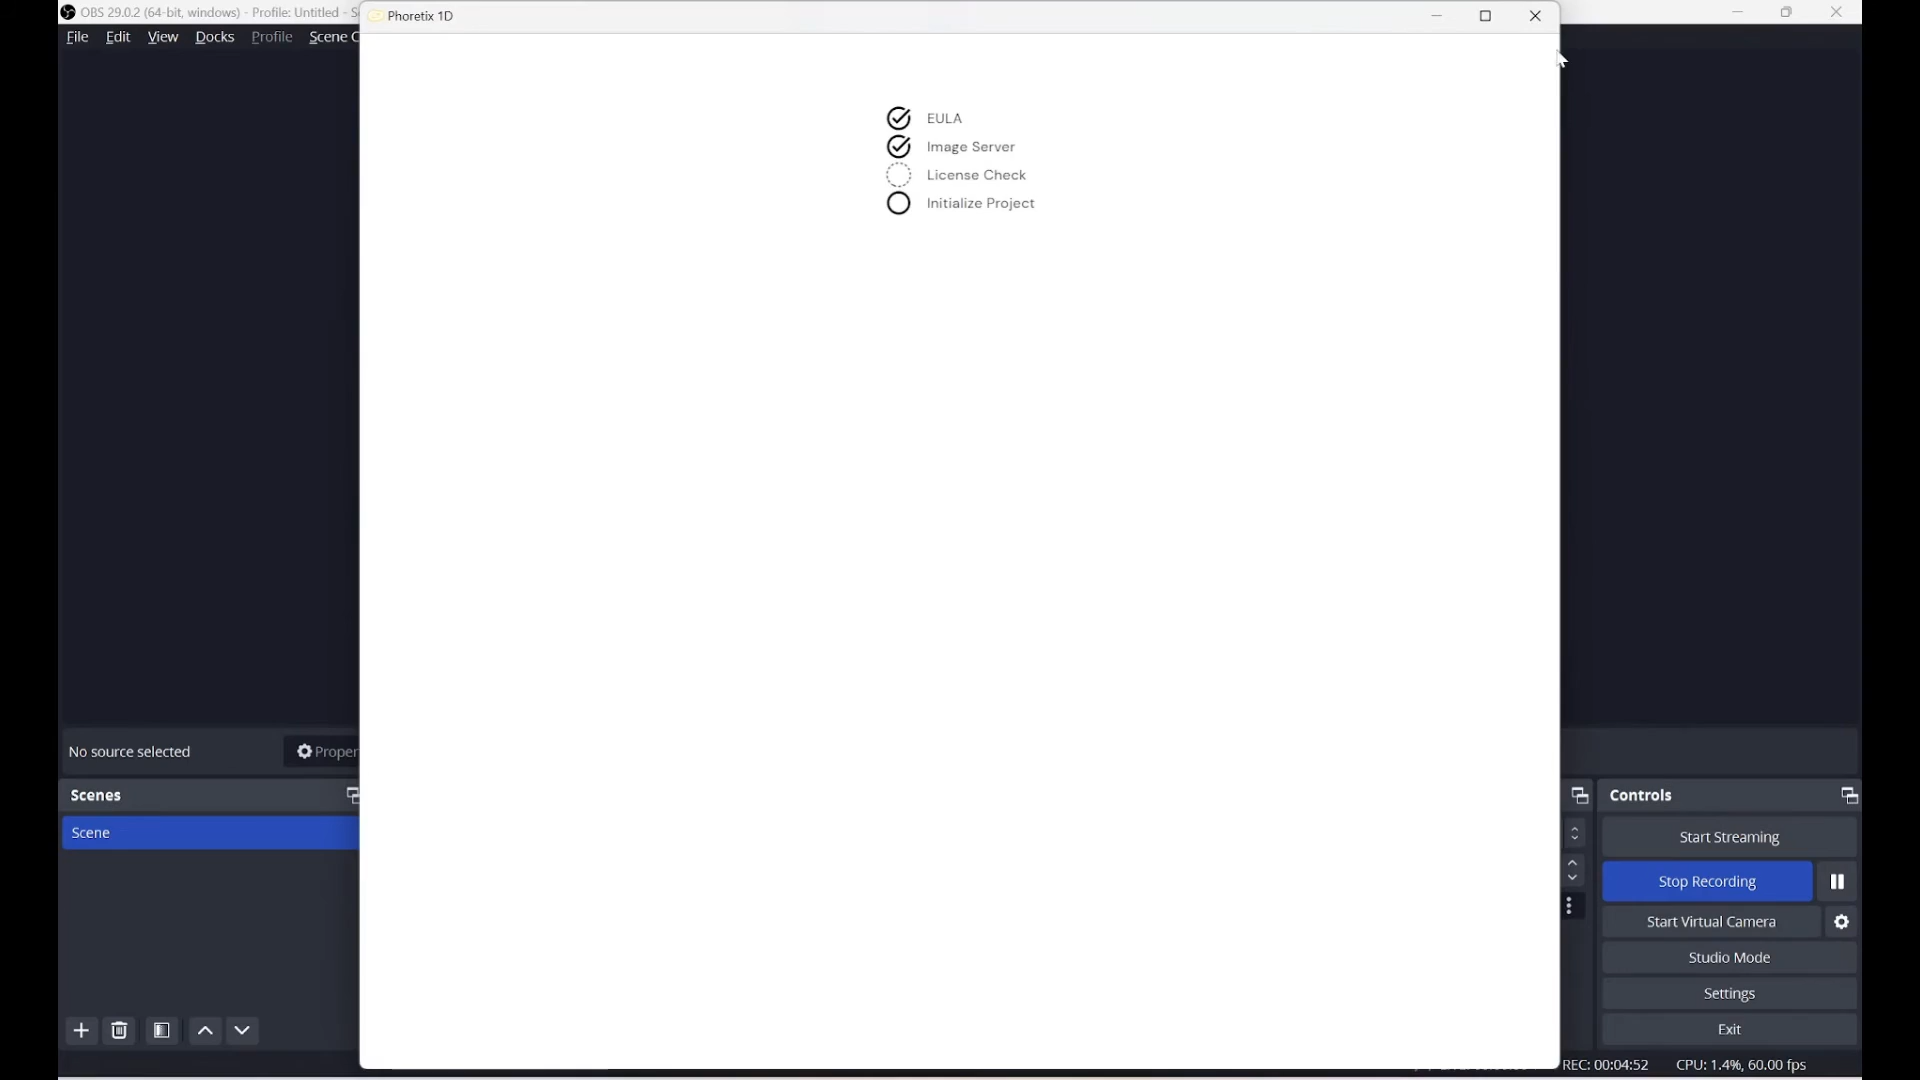 OBS 29.0.2 (64-bit, windows) - Profile: Untitled -
Phoretix 1D
File Edit View Docks Profile Scene C
EULA
Image Server
License Check
Initialize Project
No source selected
Proper
Scenes
Scene
Controls
Start Streaming
Stop Recording
Start Virtual Camera
Studio Mode
Settings
Exit
REC: 00:04:52 CPU: 1.4%, 60.00 fps